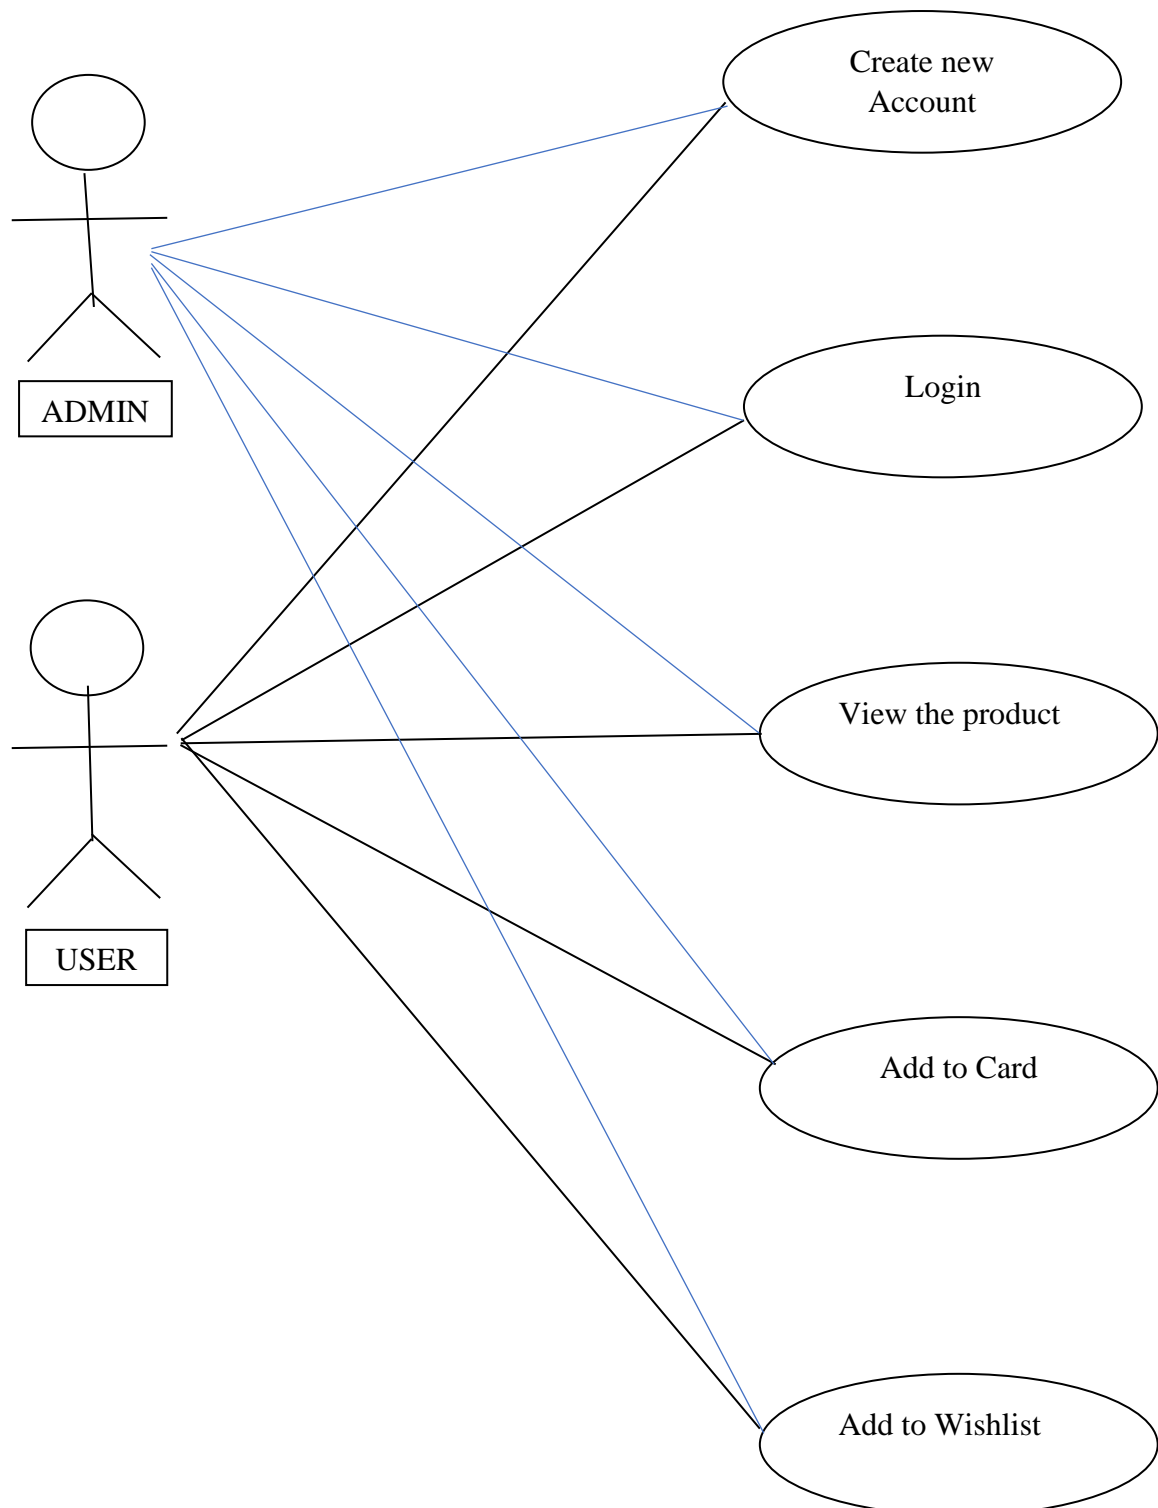 Create new
Account
Login
ADMIN
View the product
USER
Add to Card
Add to Wishlist